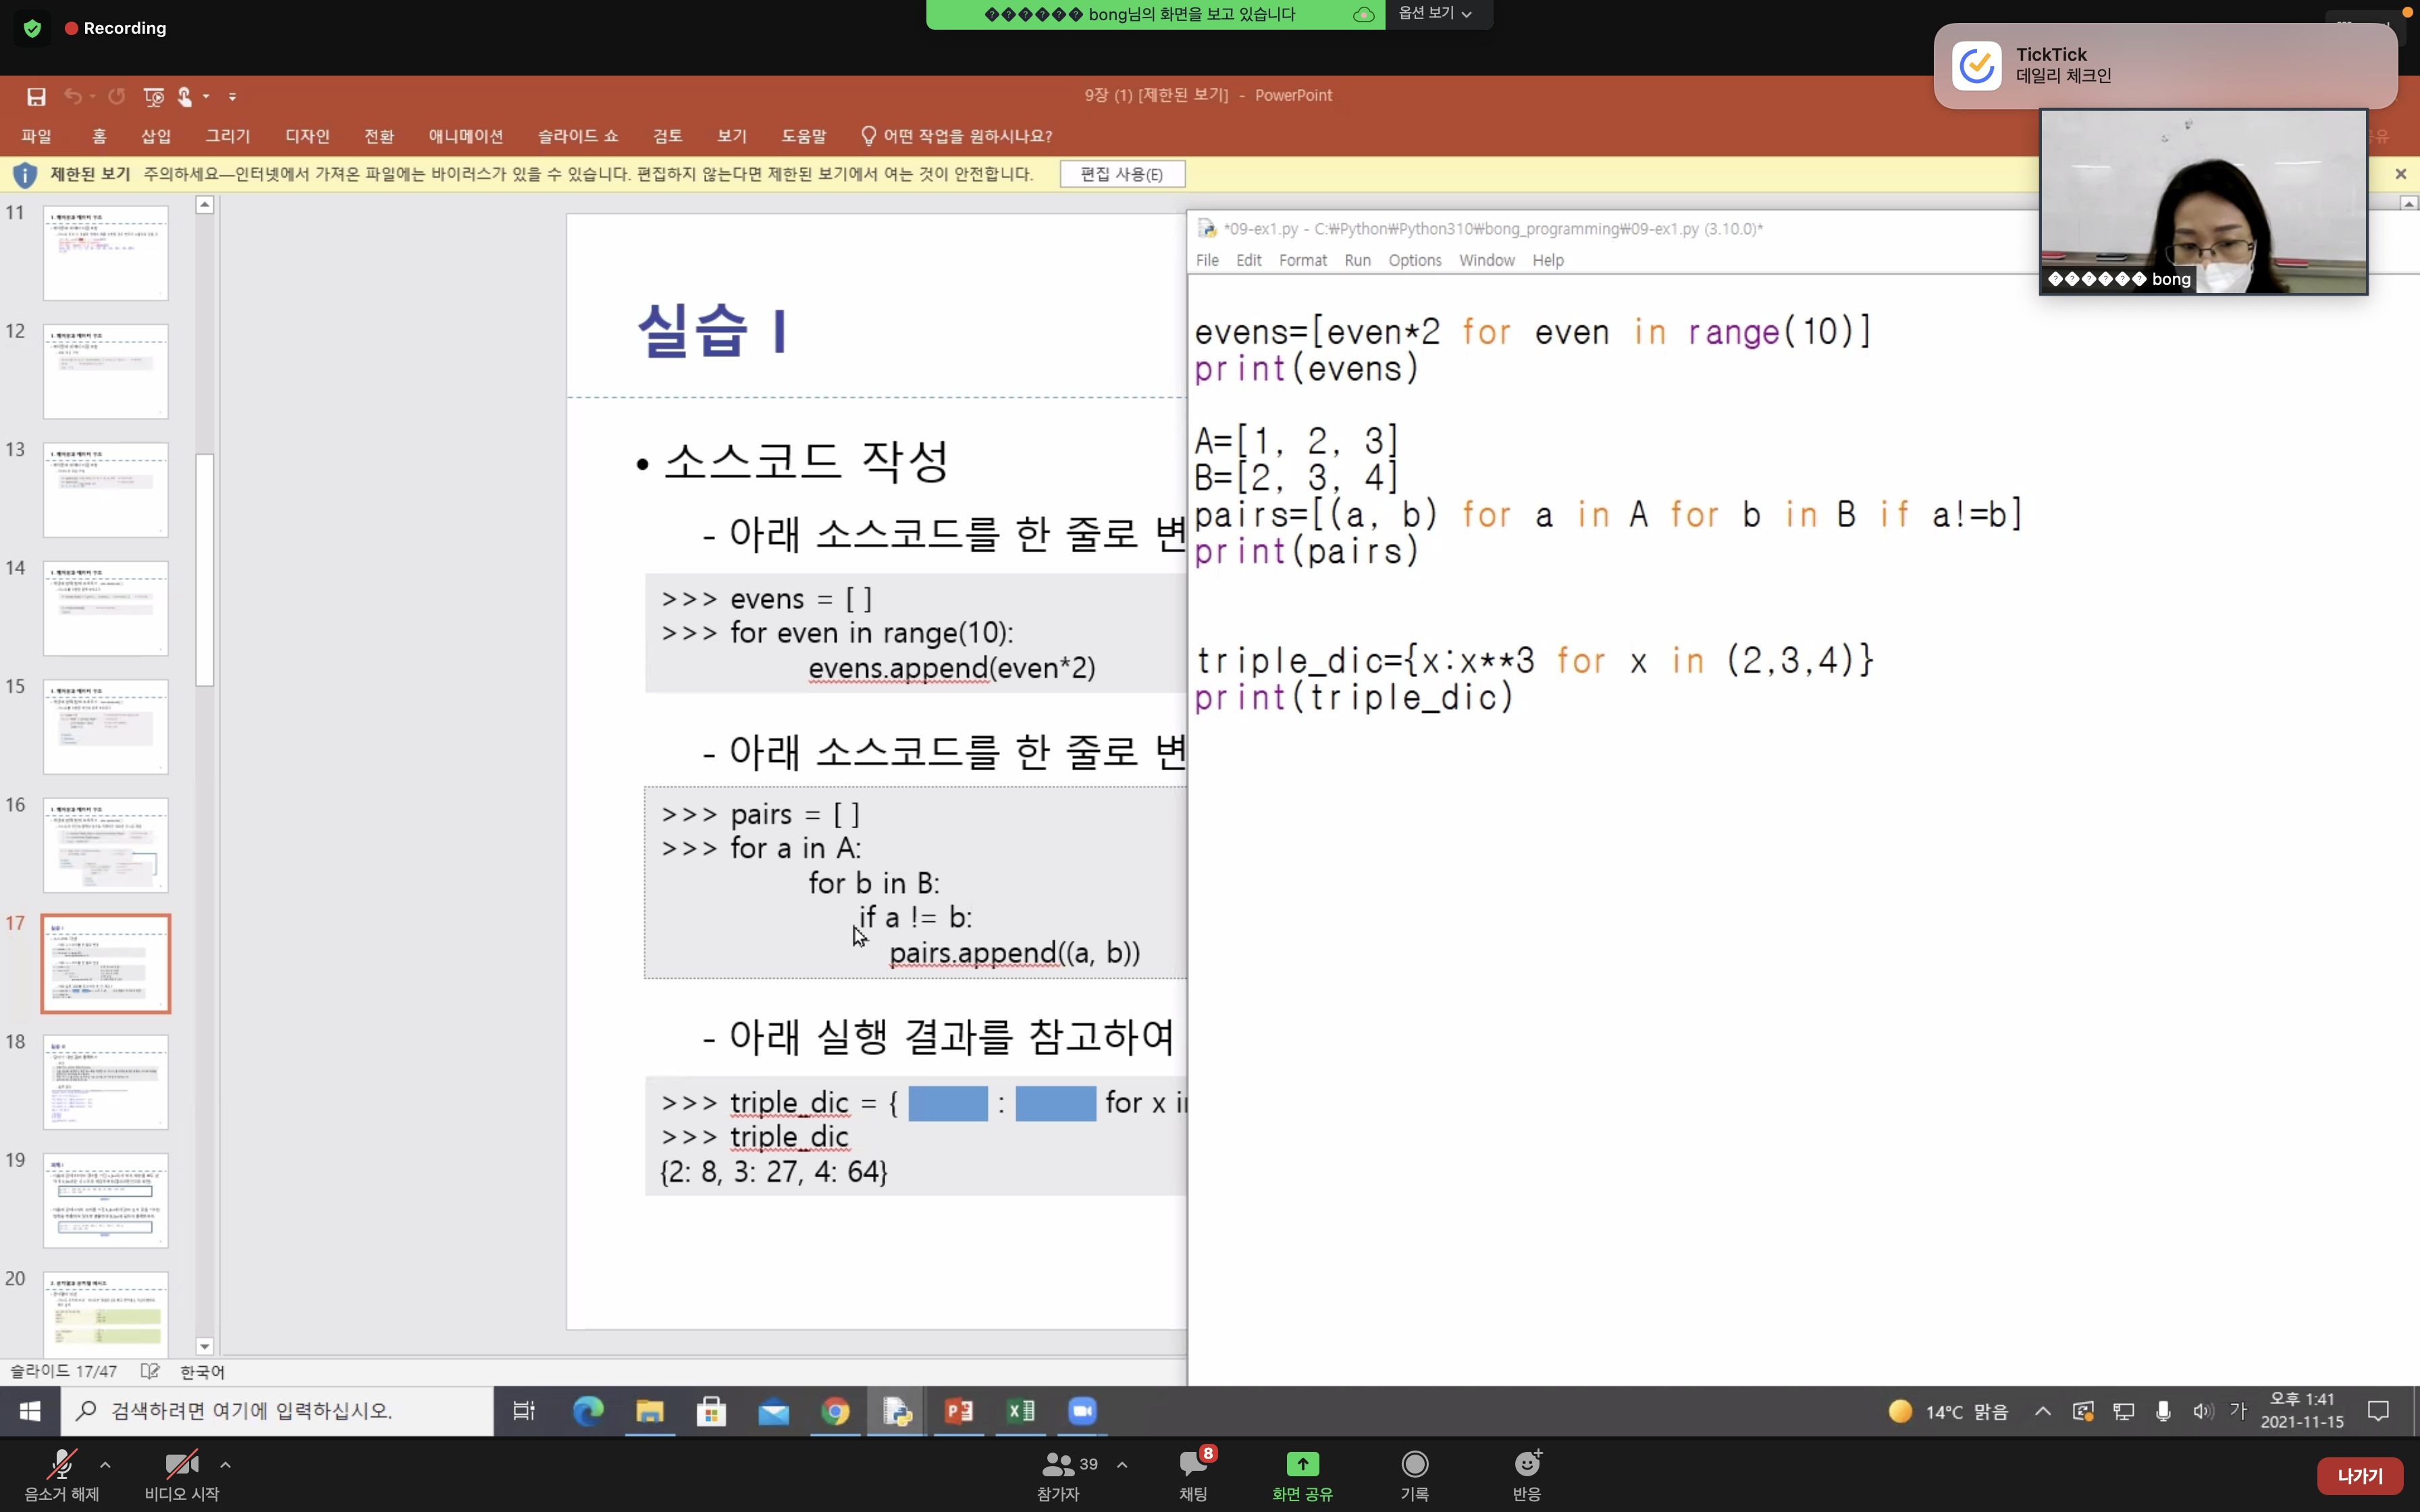 Recording
bong님의 화면을 보고 있습니다
옵션 보기
TickTick
데일리 체크인
9장 (1) [제한된 보기] - PowerPoint
파일 홈 삽입 그리기 디자인 전환 애니메이션 슬라이드 쇼 검토 보기 도움말 어떤 작업을 원하시나요?
제한된 보기 주의하세요—인터넷에서 가져온 파일에는 바이러스가 있을 수 있습니다. 편집하지 않는다면 제한된 보기에서 여는 것이 안전합니다. 편집 사용(E)
bong
11
12
13
14
15
16
17
18
19
20
실습 I
• 소스코드 작성
- 아래 소스코드를 한 줄로 변
>>> evens = [ ]
>>> for even in range(10):
evens.append(even*2)
- 아래 소스코드를 한 줄로 변
>>> pairs = [ ]
>>> for a in A:
for b in B:
if a != b:
pairs.append((a, b))
- 아래 실행 결과를 참고하여
>>> triple_dic = { : for x i
>>> triple_dic
{2: 8, 3: 27, 4: 64}
*09-ex1.py - C:₩Python₩Python310₩bong_programming₩09-ex1.py (3.10.0)*
File Edit Format Run Options Window Help
evens=[even*2 for even in range(10)]
print(evens)
A=[1, 2, 3]
B=[2, 3, 4]
pairs=[(a, b) for a in A for b in B if a!=b]
print(pairs)
triple_dic={x:x**3 for x in (2,3,4)}
print(triple_dic)
슬라이드 17/47 한국어
검색하려면 여기에 입력하십시오.
14°C 맑음
가
오후 1:41
2021-11-15
음소거 해제
비디오 시작
39
참가자
8
채팅
화면 공유
기록
반응
나가기